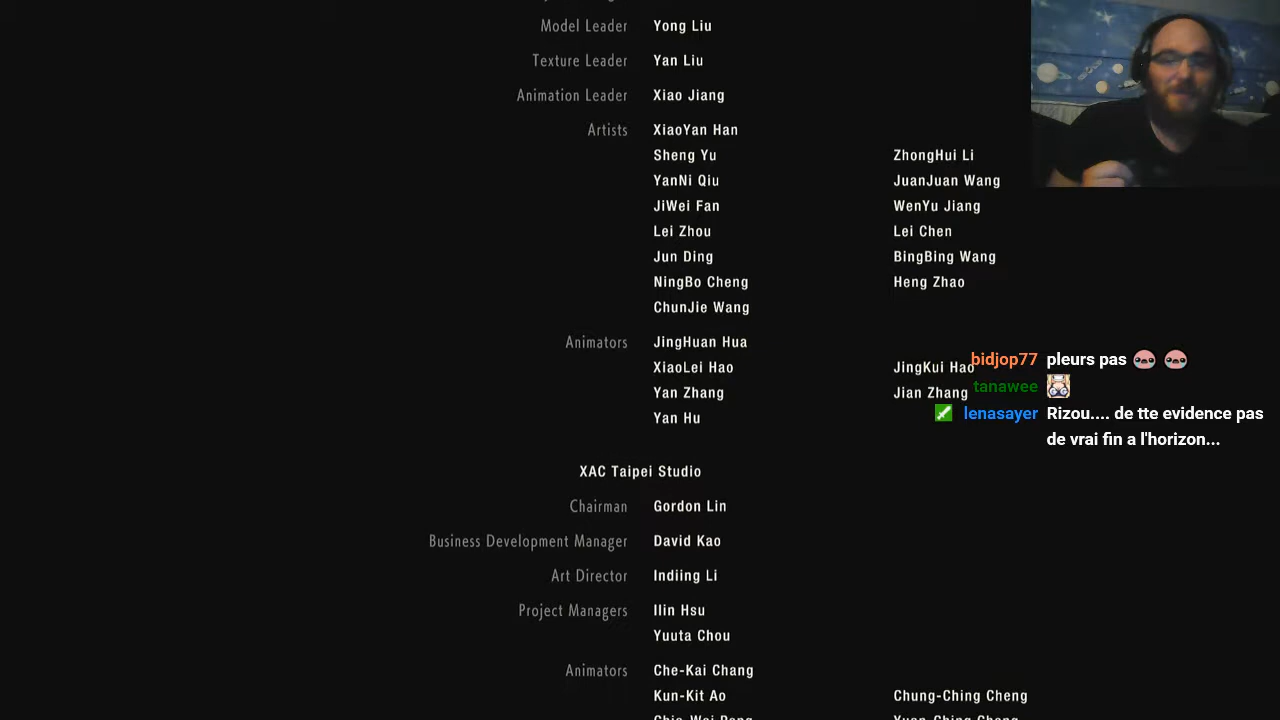 Model Leader Yong Liu
Texture Leader Yan Liu
Animation Leader Xiao Jiang
Artists XiaoYan Han
Sheng Yu ZhongHui Li
YanNi Qiu JuanJuan Wang
JiWei Fan WenYu Jiang
Lei Zhou Lei Chen
Jun Ding BingBing Wang
NingBo Cheng Heng Zhao
ChunJie Wang
Animators JingHuan Hua
XiaoLei Hao JingKui Hao
Yan Zhang Jian Zhang
Yan Hu
XAC Taipei Studio
Chairman Gordon Lin
Business Development Manager David Kao
Art Director Indiing Li
Project Managers Ilin Hsu
Yuuta Chou
Animators Che-Kai Chang
Kun-Kit Ao Chung-Ching Cheng
bidjop77 pleurs pas
tanawee
lenasayer Rizou.... de tte evidence pas
de vrai fin a l'horizon...